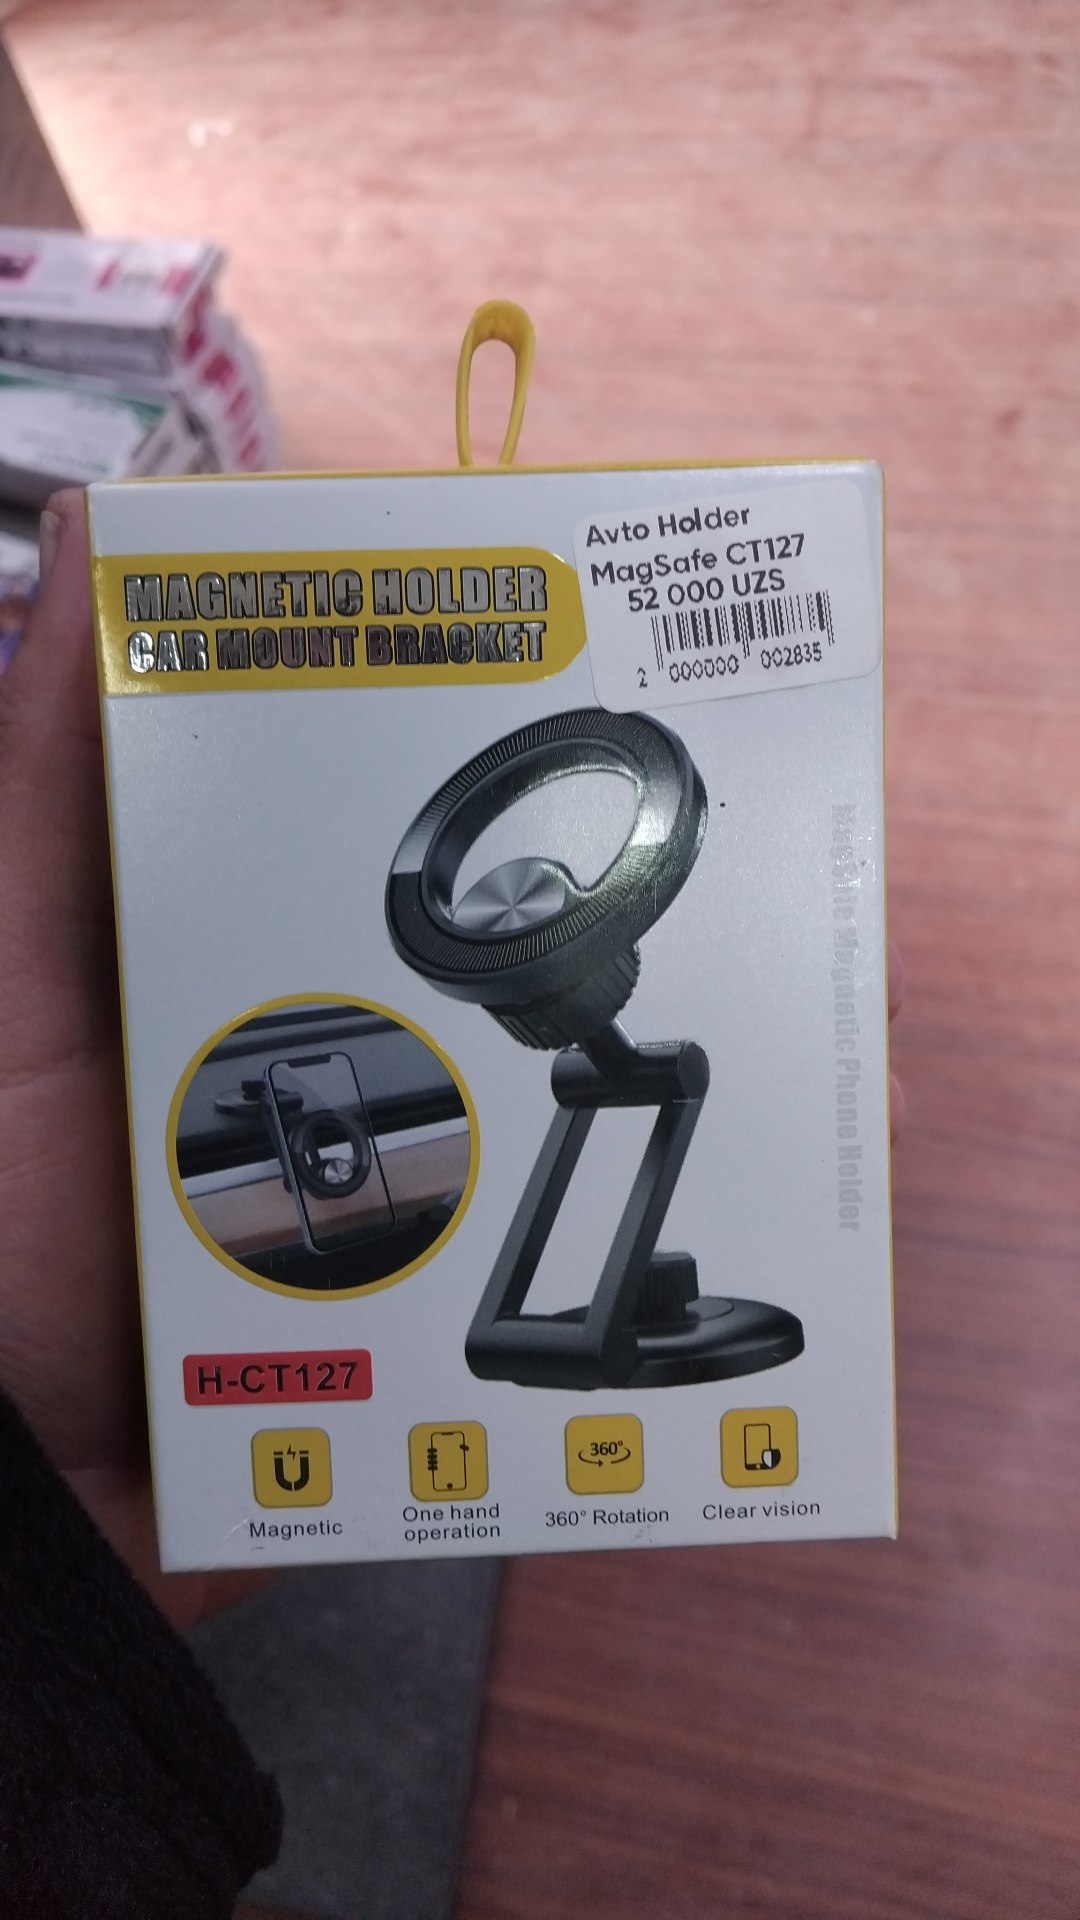 Avto Holder
MagSafe CT127
52 000 UZS
2 000000 002835
MAGNETIC HOLDER
CAR MOUNT BRACKET
Magnetic Phone Holder
H-CT127
360°
Magnetic
One hand
operation
360° Rotation
Clear vision